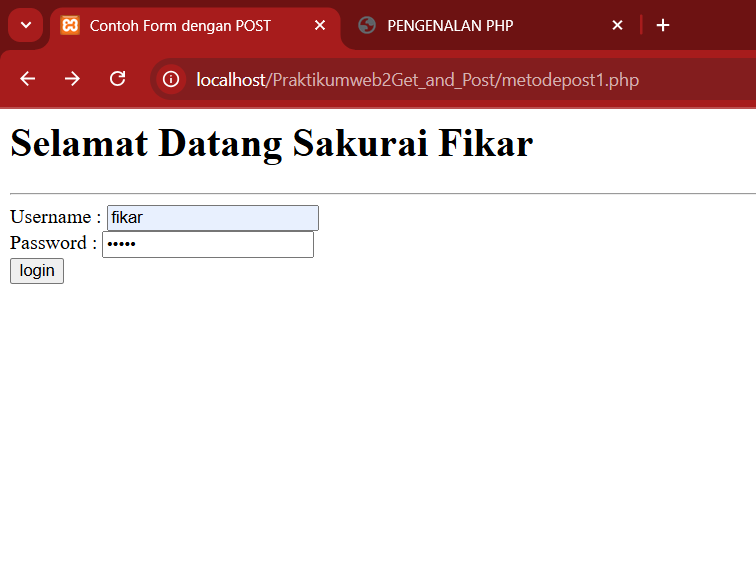 Contoh Form dengan POST
PENGENALAN PHP
localhost/Praktikumweb2Get_and_Post/metodepost1.php
Selamat Datang Sakurai Fikar
Username : fikar
Password : •••••
login